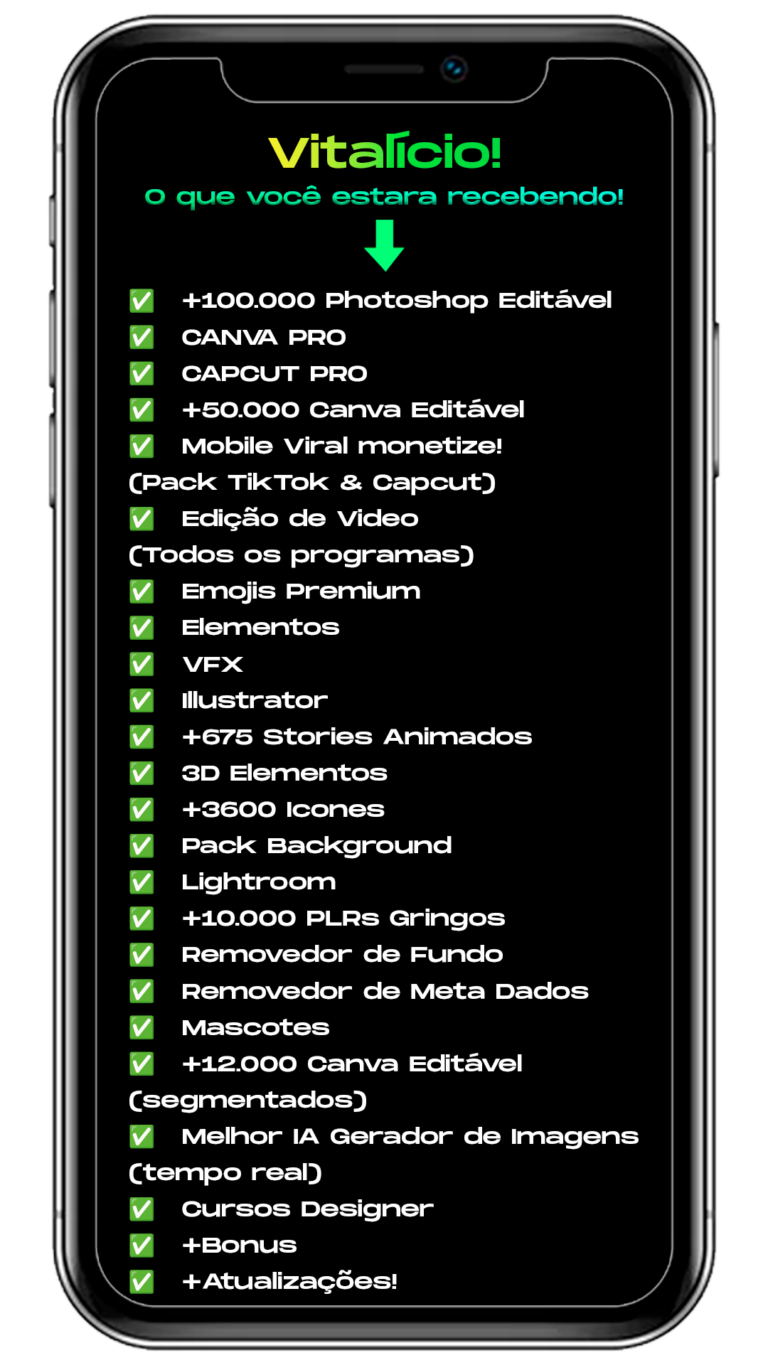 Vitalício!
O que você estara recebendo!
✅ +100.000 Photoshop Editável
✅ CANVA PRO
✅ CAPCUT PRO
✅ +50.000 Canva Editável
✅ Mobile Viral monetize!
(Pack TikTok & Capcut)
✅ Edição de Video
(Todos os programas)
✅ Emojis Premium
✅ Elementos
✅ VFX
✅ Illustrator
✅ +675 Stories Animados
✅ 3D Elementos
✅ +3600 Icones
✅ Pack Background
✅ Lightroom
✅ +10.000 PLRs Gringos
✅ Removedor de Fundo
✅ Removedor de Meta Dados
✅ Mascotes
✅ +12.000 Canva Editável
(segmentados)
✅ Melhor IA Gerador de Imagens
(tempo real)
✅ Cursos Designer
✅ +Bonus
✅ +Atualizações!